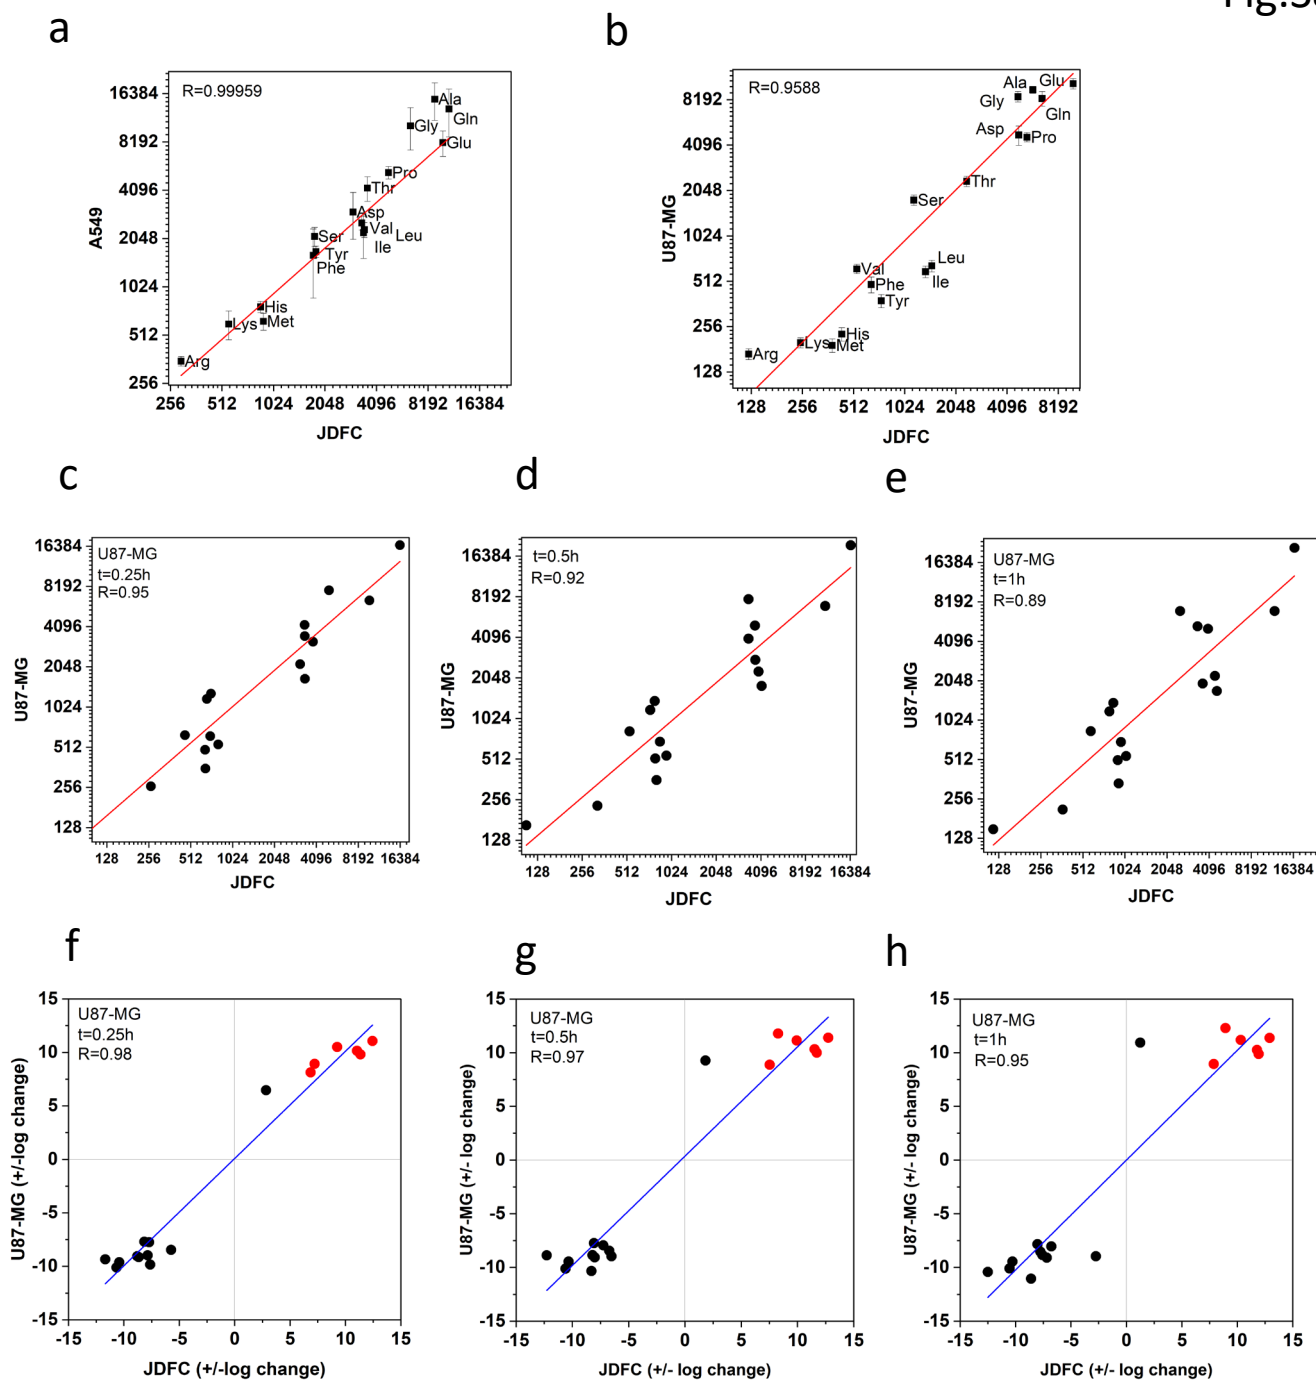 a
b
A549
R=0.99959
16384
8192
4096
2048
1024
512
256
Ala
Gln
Gly
Glu
Pro
Thr
Asp
Val
Leu
Ile
Ser
Tyr
Phe
His
Lys
Met
Arg
256 512 1024 2048 4096 8192 16384
JDFC
U87-MG
R=0.9588
8192
4096
2048
1024
512
256
128
Ala
Glu
Gly
Gln
Asp
Pro
Thr
Ser
Leu
Val
Ile
Phe
Tyr
His
Lys
Met
Arg
128 256 512 1024 2048 4096 8192
JDFC
c
d
e
U87-MG
U87-MG
t=0.25h
R=0.95
16384
8192
4096
2048
1024
512
256
128
128 256 512 1024 2048 4096 8192 16384
JDFC
U87-MG
t=0.5h
R=0.92
16384
8192
4096
2048
1024
512
256
128
128 256 512 1024 2048 4096 8192 16384
JDFC
U87-MG
U87-MG
t=1h
R=0.89
16384
8192
4096
2048
1024
512
256
128
128 256 512 1024 2048 4096 8192 16384
JDFC
f
g
h
U87-MG (+/-log change)
U87-MG
t=0.25h
R=0.98
15
10
5
0
-5
-10
-15
-15 -10 -5 0 5 10 15
JDFC (+/-log change)
U87-MG (+/- log change)
U87-MG
t=0.5h
R=0.97
15
10
5
0
-5
-10
-15
-15 -10 -5 0 5 10 15
JDFC (+/- log change)
U87-MG (+/- log change)
U87-MG
t=1h
R=0.95
15
10
5
0
-5
-10
-15
-15 -10 -5 0 5 10 15
JDFC (+/- log change)